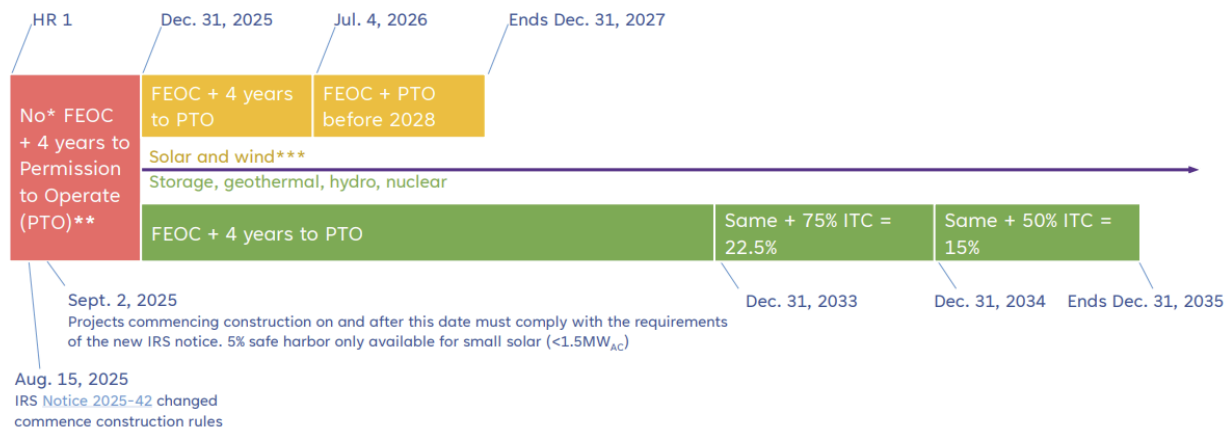 HR 1
Dec. 31, 2025
Jul. 4, 2026
Ends Dec. 31, 2027
No* FEOC
+ 4 years to
Permission
to Operate
(PTO)**
FEOC + 4 years
to PTO
FEOC + PTO
before 2028
Solar and wind***
Storage, geothermal, hydro, nuclear
FEOC + 4 years to PTO
Same + 75% ITC =
22.5%
Same + 50% ITC =
15%
Sept. 2, 2025
Projects commencing construction on and after this date must comply with the requirements
of the new IRS notice. 5% safe harbor only available for small solar (<1.5MWAC)
Dec. 31, 2033
Dec. 31, 2034
Ends Dec. 31, 2035
Aug. 15, 2025
IRS Notice 2025-42 changed
commence construction rules